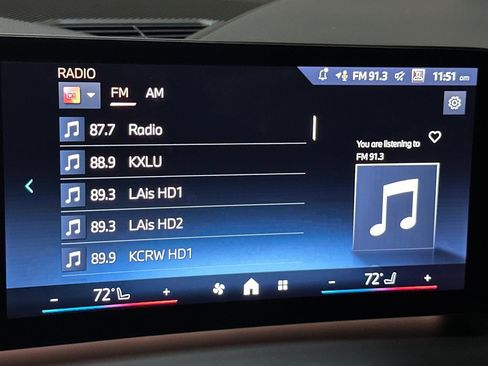 RADIO
FM 91.3
11:51 am
FM
AM
87.7 Radio
88.9 KXLU
89.3 LAis HD1
89.3 LAis HD2
89.9 KCRW HD1
You are listening to
FM 91.3
- 72° +
- 72° +